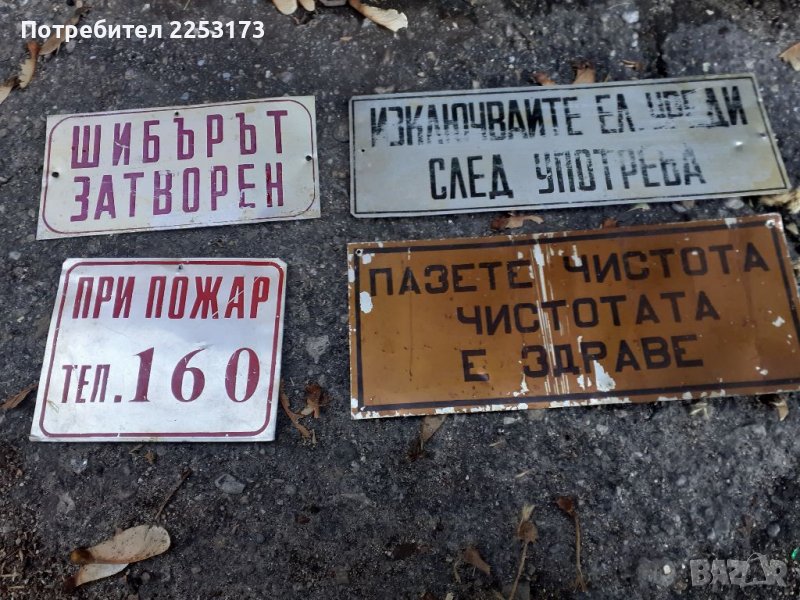 Потребител 2253173
ШИБЪРЪТ
ЗАТВОРЕН
ИЗКЛЮЧВАЙТЕ ЕЛ. УРЕДИ
СЛЕД УПОТРЕБА
ПРИ ПОЖАР
ТЕЛ. 160
ПАЗЕТЕ ЧИСТОТА
ЧИСТОТАТА
Е ЗДРАВЕ
BAZAR